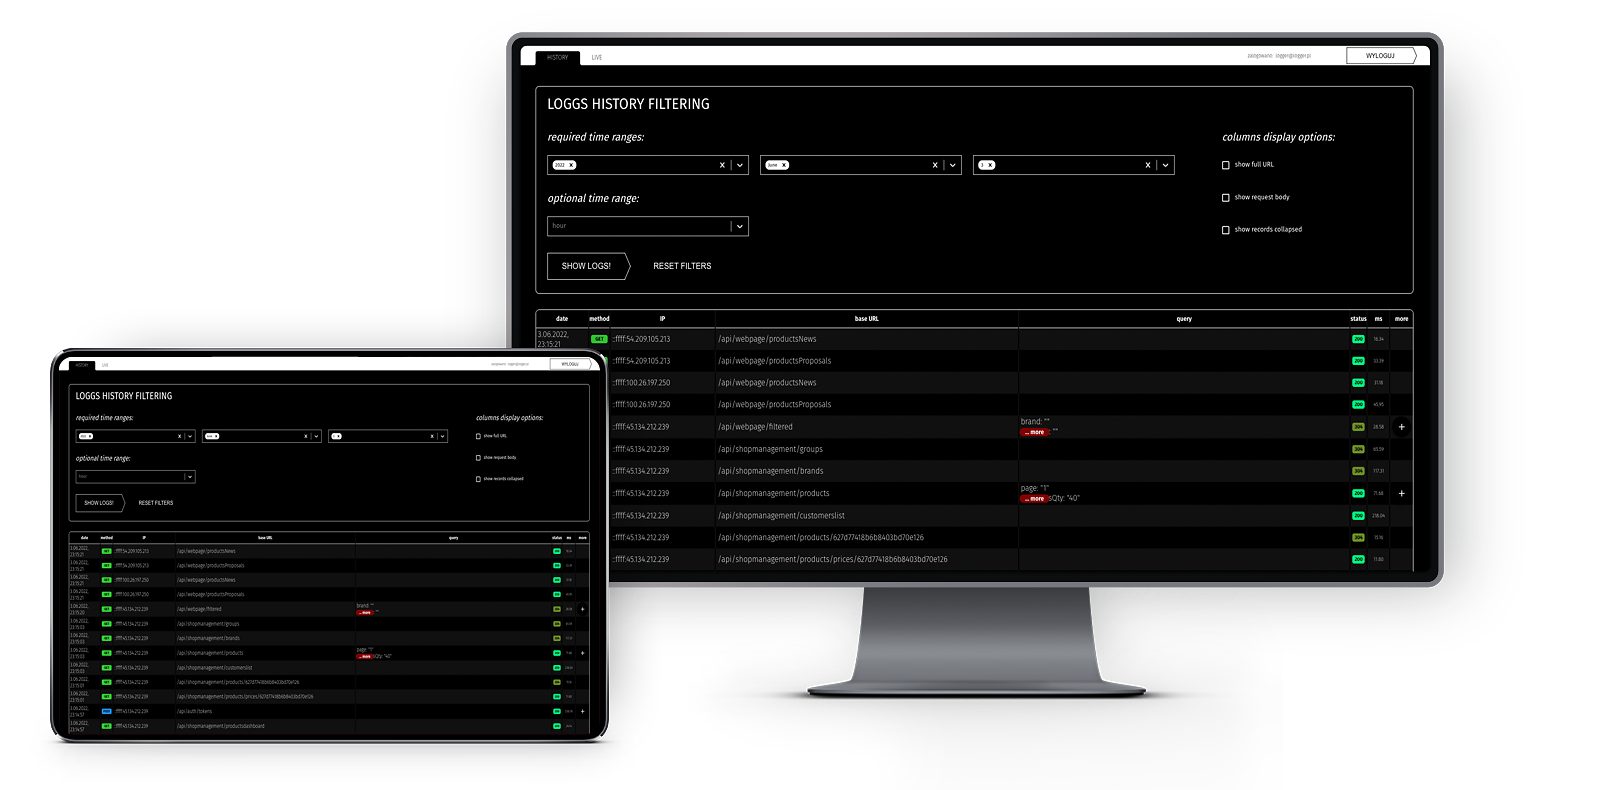 HISTORY LIVE zalogowano: logger@logger.pl WYLOGUJ
LOGGS HISTORY FILTERING
required time ranges: columns display options:
2022 x X June x X 3 x X show full URL
show request body
optional time range:
hour show records collapsed
SHOW LOGS! RESET FILTERS
date method IP base URL query status ms more
3.06.2022,
23:15:21 GET ::ffff:54.209.105.213 /api/webpage/productsNews 200
::ffff:54.209.105.213 /api/webpage/productsProposals 200 33.39
::ffff:100.26.197.250 /api/webpage/productsNews 200
::ffff:100.26.197.250 /api/webpage/productsProposals 200 45.95
::ffff:45.134.212.239 /api/webpage/filtered brand: "" 304 +
... more : ""
::ffff:45.134.212.239 /api/shopmanagement/groups 304
::ffff:45.134.212.239 /api/shopmanagement/brands 304
::ffff:45.134.212.239 /api/shopmanagement/products page: "1" 200 71.68 +
... more sQty: "40"
::ffff:45.134.212.239 /api/shopmanagement/customerslist 200 218.04
::ffff:45.134.212.239 /api/shopmanagement/products/627d77418b6b8403bd70e126 304 15.16
::ffff:45.134.212.239 /api/shopmanagement/products/prices/627d77418b6b8403bd70e126 200 11.80
HISTORY LIVE WYLOGUJ
LOGGS HISTORY FILTERING
required time ranges: columns display options:
X X X show full URL
optional time range: show request body
hour show records collapsed
SHOW LOGS! RESET FILTERS
date method IP base URL query status ms more
3.06.2022,
23:15:21 GET ::ffff:54.209.105.213 /api/webpage/productsNews 200
3.06.2022,
23:15:21 GET ::ffff:54.209.105.213 /api/webpage/productsProposals 200
3.06.2022,
23:15:21 GET ::ffff:100.26.197.250 /api/webpage/productsNews 200
3.06.2022,
23:15:21 GET ::ffff:100.26.197.250 /api/webpage/productsProposals 200
3.06.2022,
23:15:20 GET ::ffff:45.134.212.239 /api/webpage/filtered brand: "" 304 +
... more ""
3.06.2022,
23:15:03 GET ::ffff:45.134.212.239 /api/shopmanagement/groups 304
3.06.2022,
23:15:03 GET ::ffff:45.134.212.239 /api/shopmanagement/brands 304
3.06.2022,
23:15:03 GET ::ffff:45.134.212.239 /api/shopmanagement/products page: "1" 200 +
... more sQty: "40"
3.06.2022,
23:15:03 GET ::ffff:45.134.212.239 /api/shopmanagement/customerslist 200
3.06.2022,
23:15:01 GET ::ffff:45.134.212.239 /api/shopmanagement/products/627d77418b6b8403bd70e126 304
3.06.2022,
23:15:01 GET ::ffff:45.134.212.239 /api/shopmanagement/products/prices/627d77418b6b8403bd70e126 200
3.06.2022,
23:14:57 POST ::ffff:45.134.212.239 /api/auth/tokens 200 +
3.06.2022,
23:14:57 GET ::ffff:45.134.212.239 /api/shopmanagement/productsdashboard 200